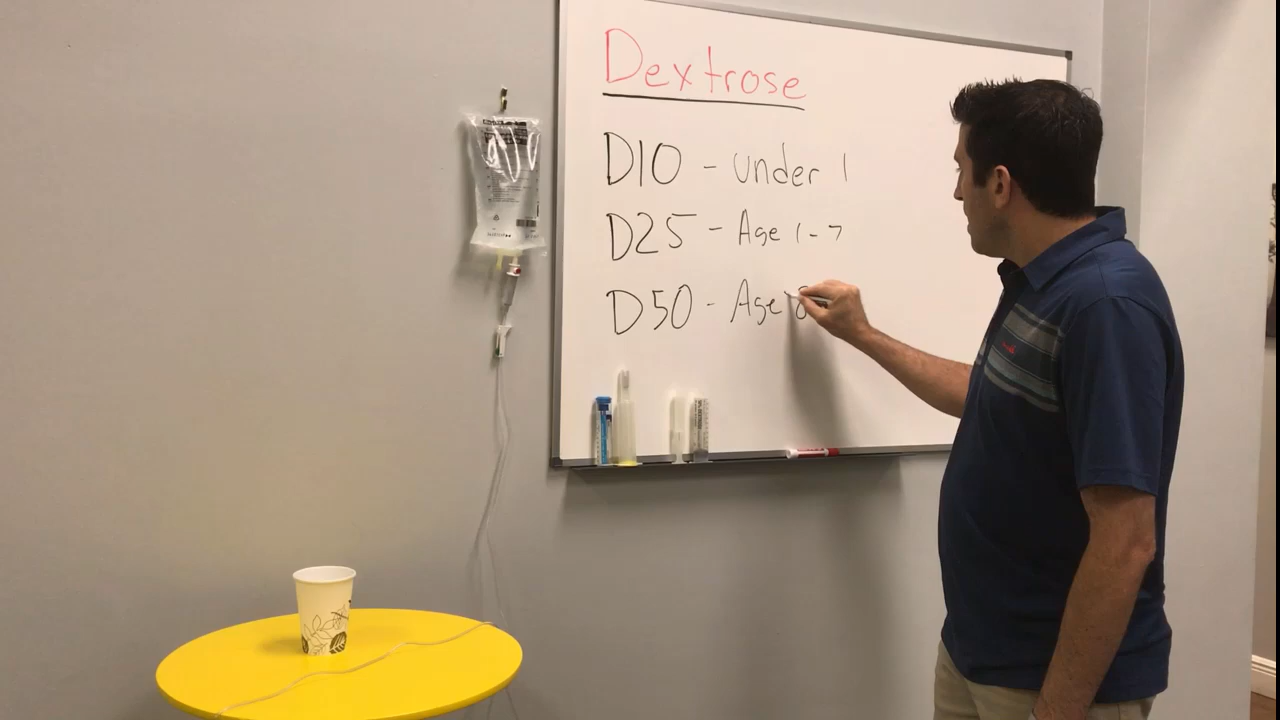 Dextrose
D10 - under 1
D25 - Age 1-7
D50 - Age 8